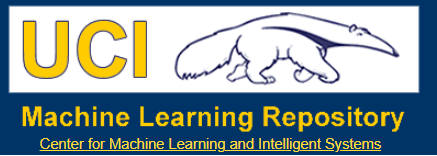 UCI
Machine Learning Repository
Center for Machine Learning and Intelligent Systems